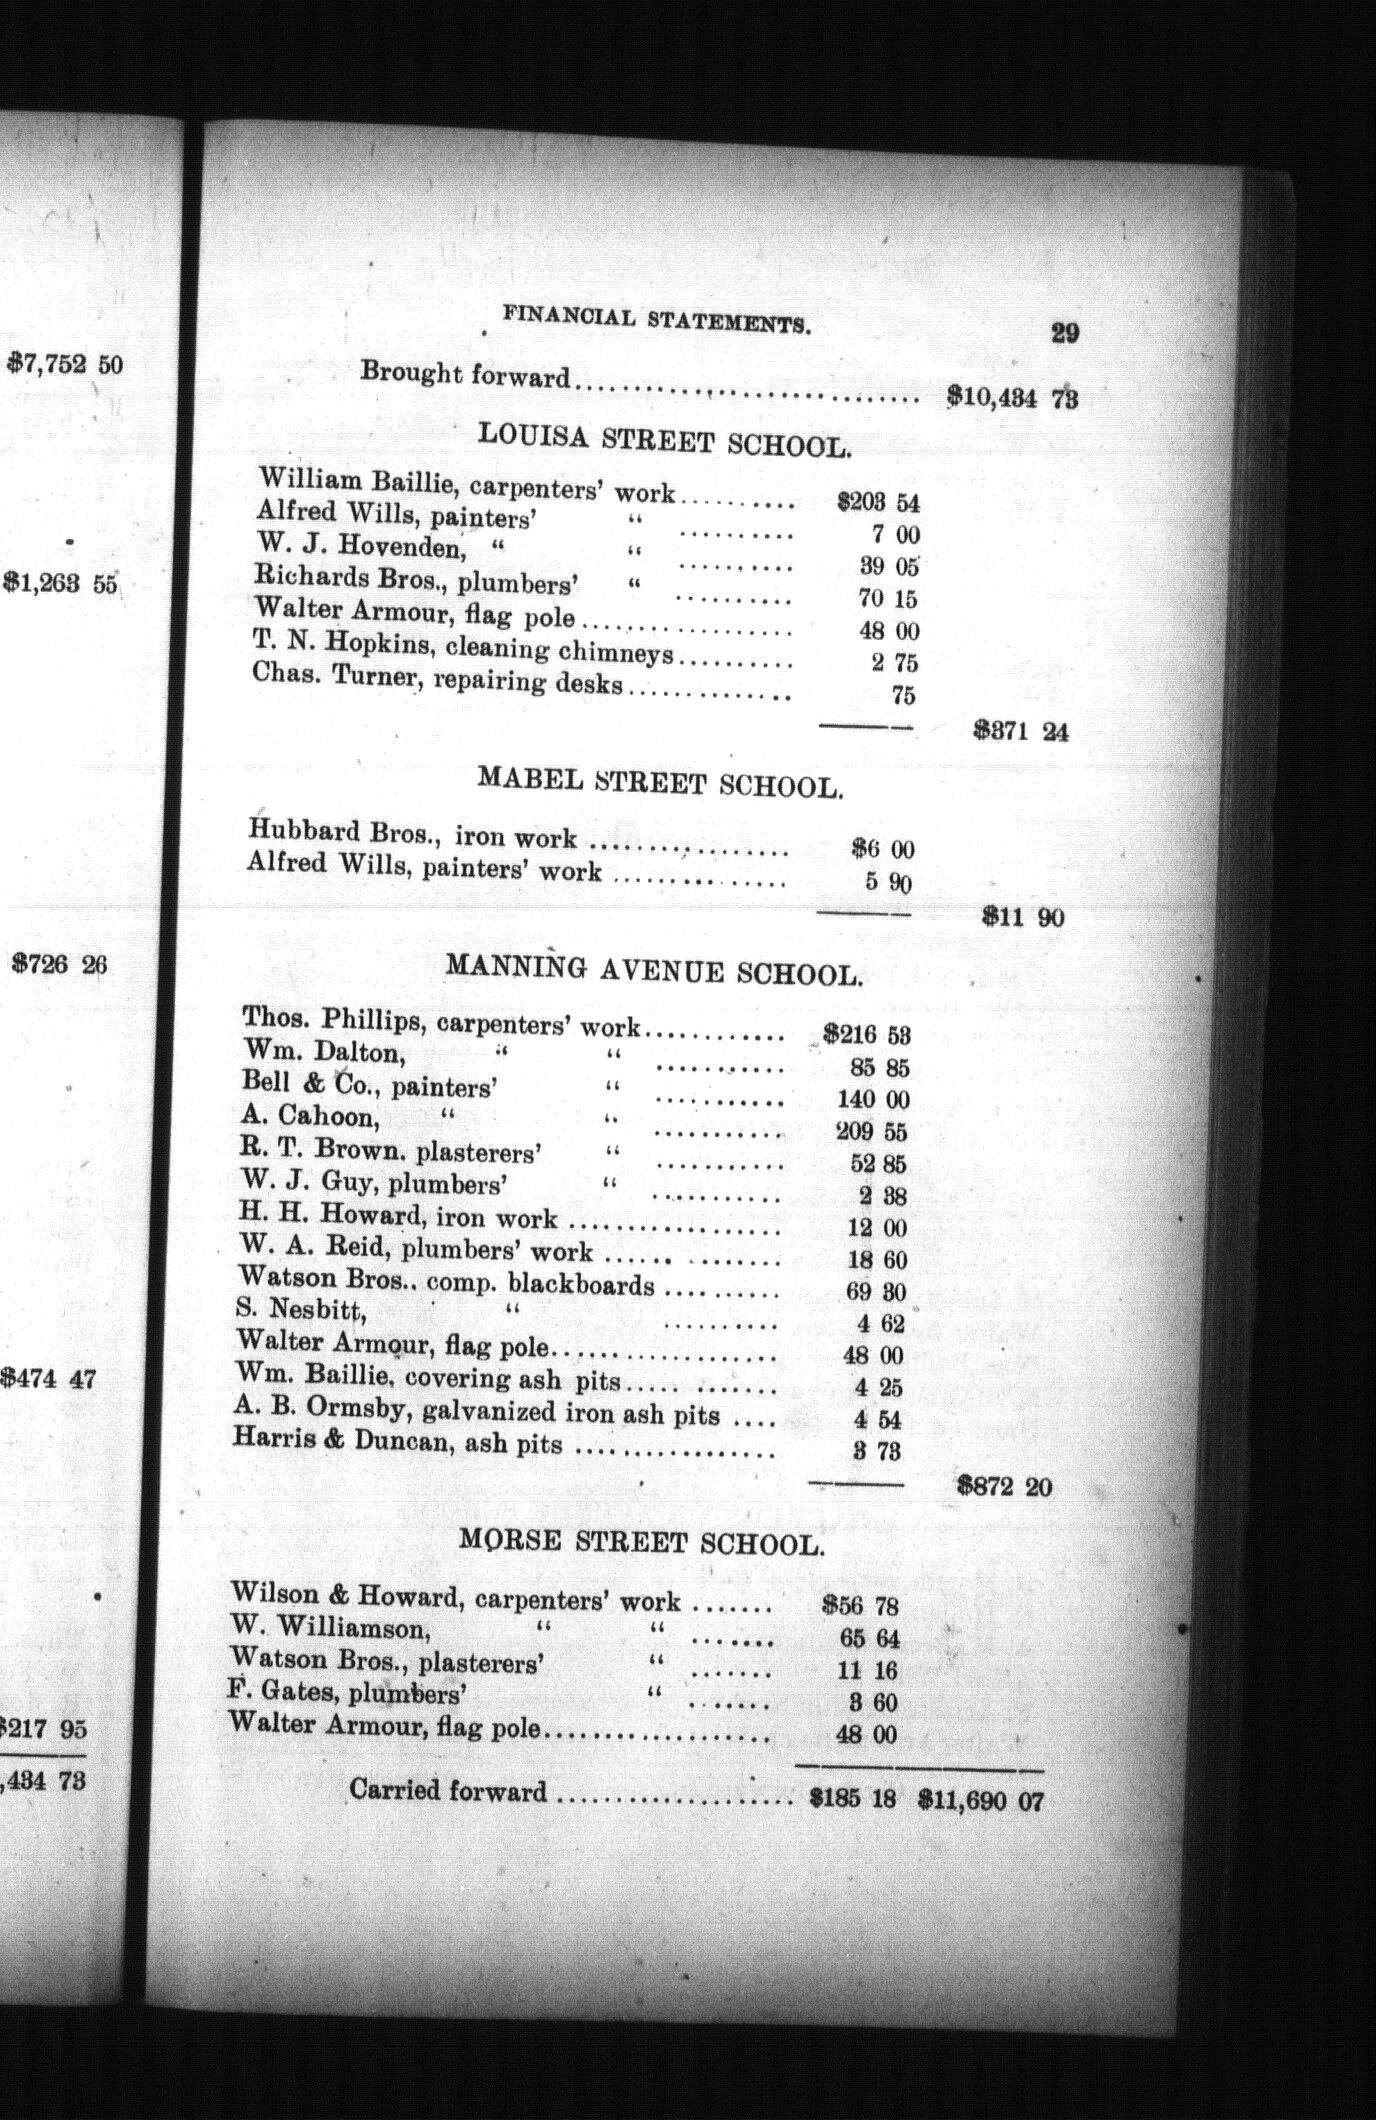 $7,752 50
$1,263 55
$726 26
$474 47
$217 95
,434 73
FINANCIAL STATEMENTS. 29
Brought forward.............................. $10,434 73
LOUISA STREET SCHOOL.
William Baillie, carpenters' work.......... $203 54
Alfred Wills, painters' “ .......... 7 00
W. J. Hovenden, “ “ .......... 39 05
Richards Bros., plumbers' “ .......... 70 15
Walter Armour, flag pole .................. 48 00
T. N. Hopkins, cleaning chimneys.......... 2 75
Chas. Turner, repairing desks.............. 75
$371 24
MABEL STREET SCHOOL.
Hubbard Bros., iron work ................. $6 00
Alfred Wills, painters' work ............... 5 90
$11 90
MANNING AVENUE SCHOOL.
Thos. Phillips, carpenters' work............ $216 53
Wm. Dalton, “ “ ........... 85 85
Bell & Co., painters' “ ........... 140 00
A. Cahoon, “ “ ........... 209 55
R. T. Brown. plasterers' “ ........... 52 85
W. J. Guy, plumbers' “ ........... 2 38
H. H. Howard, iron work .................. 12 00
W. A. Reid, plumbers' work ...... ........ 18 60
Watson Bros.. comp. blackboards .......... 69 30
S. Nesbitt, “ .......... 4 62
Walter Armour, flag pole................... 48 00
Wm. Baillie, covering ash pits..... ....... 4 25
A. B. Ormsby, galvanized iron ash pits .... 4 54
Harris & Duncan, ash pits ................. 3 73
$872 20
MORSE STREET SCHOOL.
Wilson & Howard, carpenters' work ....... $56 78
W. Williamson, “ “ ....... 65 64
Watson Bros., plasterers' “ ....... 11 16
F. Gates, plumbers' “ ....... 3 60
Walter Armour, flag pole................... 48 00
Carried forward .................... $185 18 $11,690 07